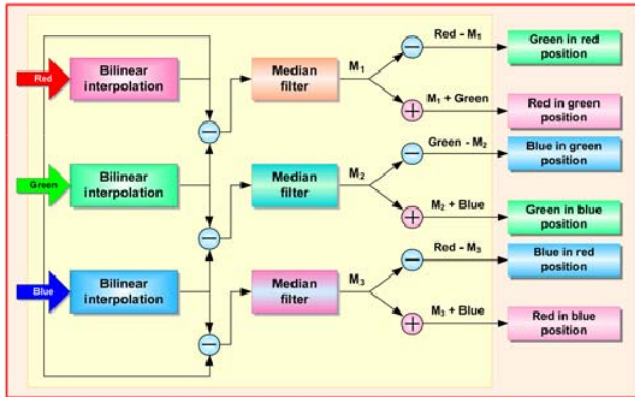 Red
Bilinear
interpolation
Median
filter
M1
Red - M1
Green in red
position
M1 + Green
Red in green
position
Green
Bilinear
interpolation
Median
filter
M2
Green - M2
Blue in green
position
M2 + Blue
Green in blue
position
Blue
Bilinear
interpolation
Median
filter
M3
Red - M3
Blue in red
position
M3 + Blue
Red in blue
position